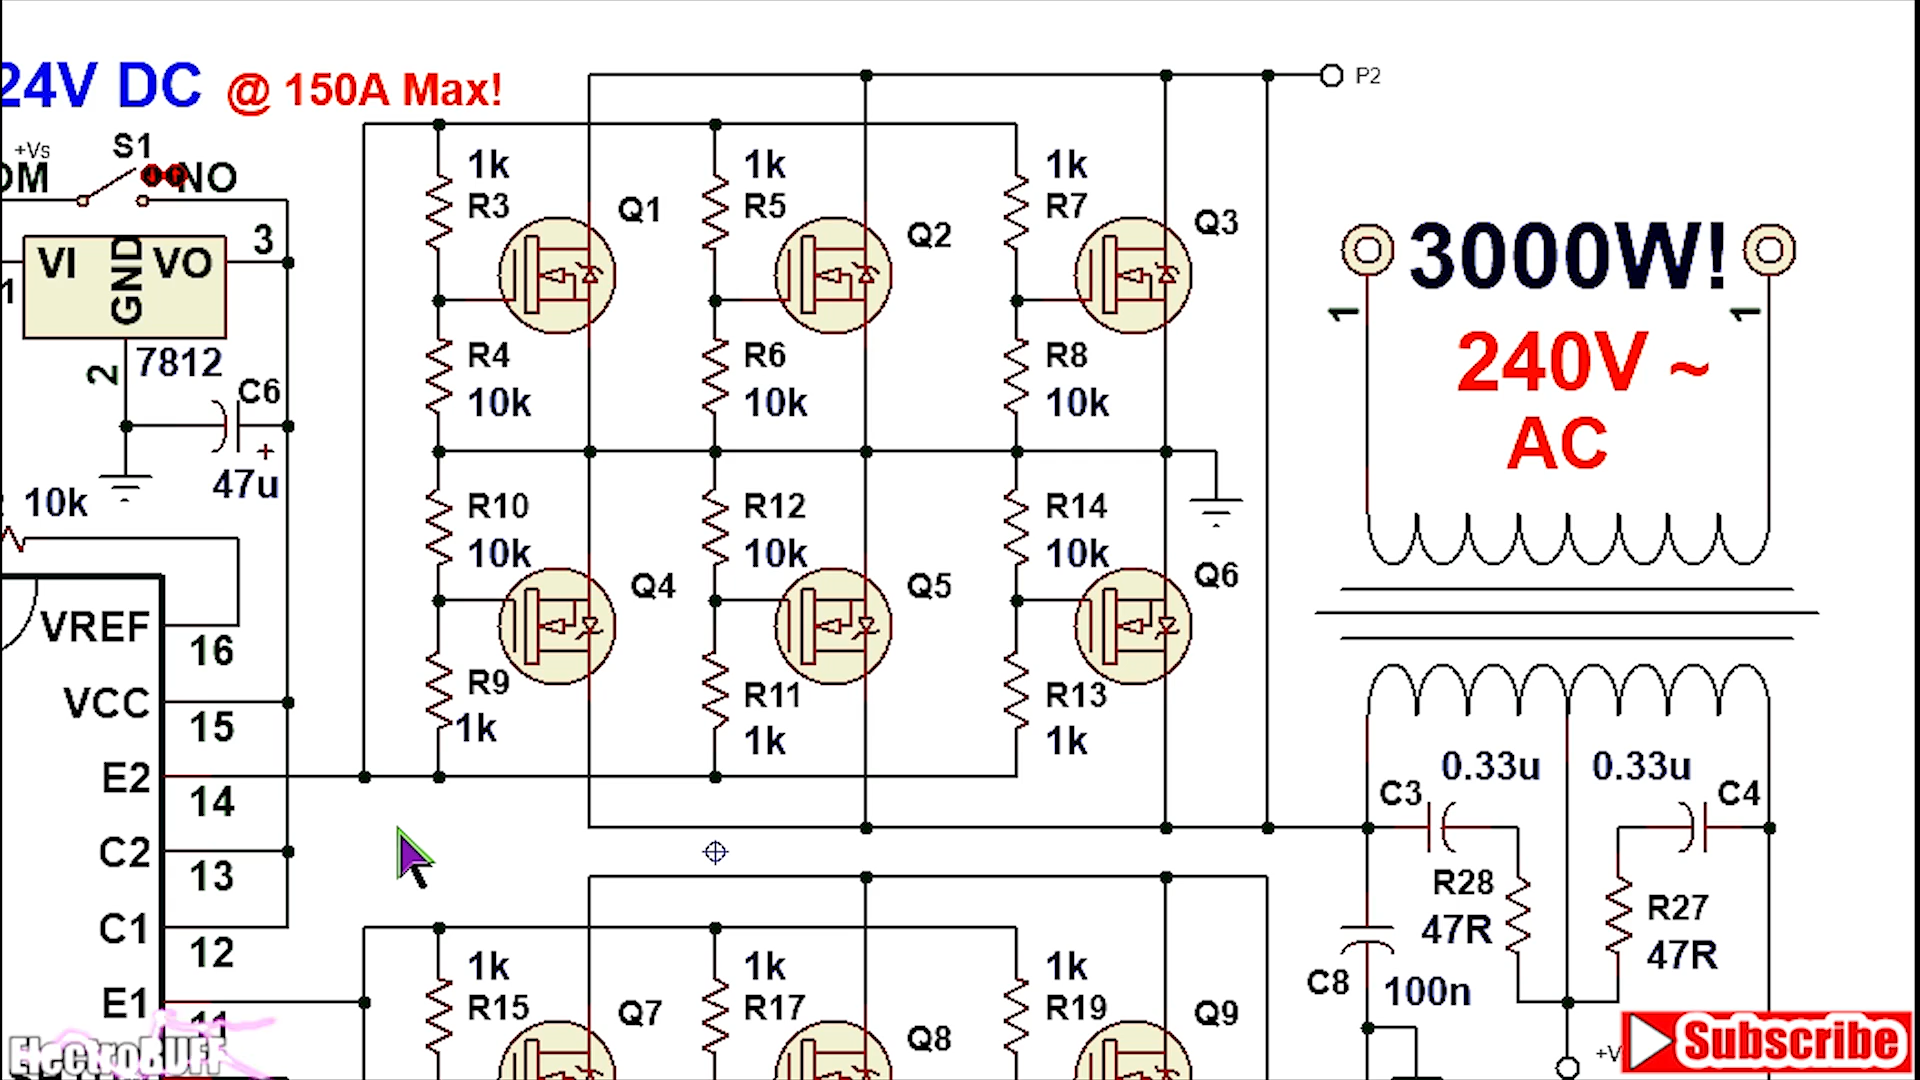 24V DC @ 150A Max!
P2
+Vs
S1
OM
NO
VI
GND
VO
3
1
2
7812
C6
+
47u
10k
VREF
16
VCC
15
E2
14
C2
13
C1
12
E1
11
1k
R3
Q1
R4
10k
1k
R5
Q2
R6
10k
1k
R7
Q3
R8
10k
R10
10k
Q4
R9
1k
R12
10k
Q5
R11
1k
R14
10k
Q6
R13
1k
1k
R15
Q7
1k
R17
Q8
1k
R19
Q9
3000W!
1
1
240V ~
AC
0.33u
0.33u
C3
C4
R28
47R
R27
47R
C8
100n
+V
ElectroBUFF
Subscribe